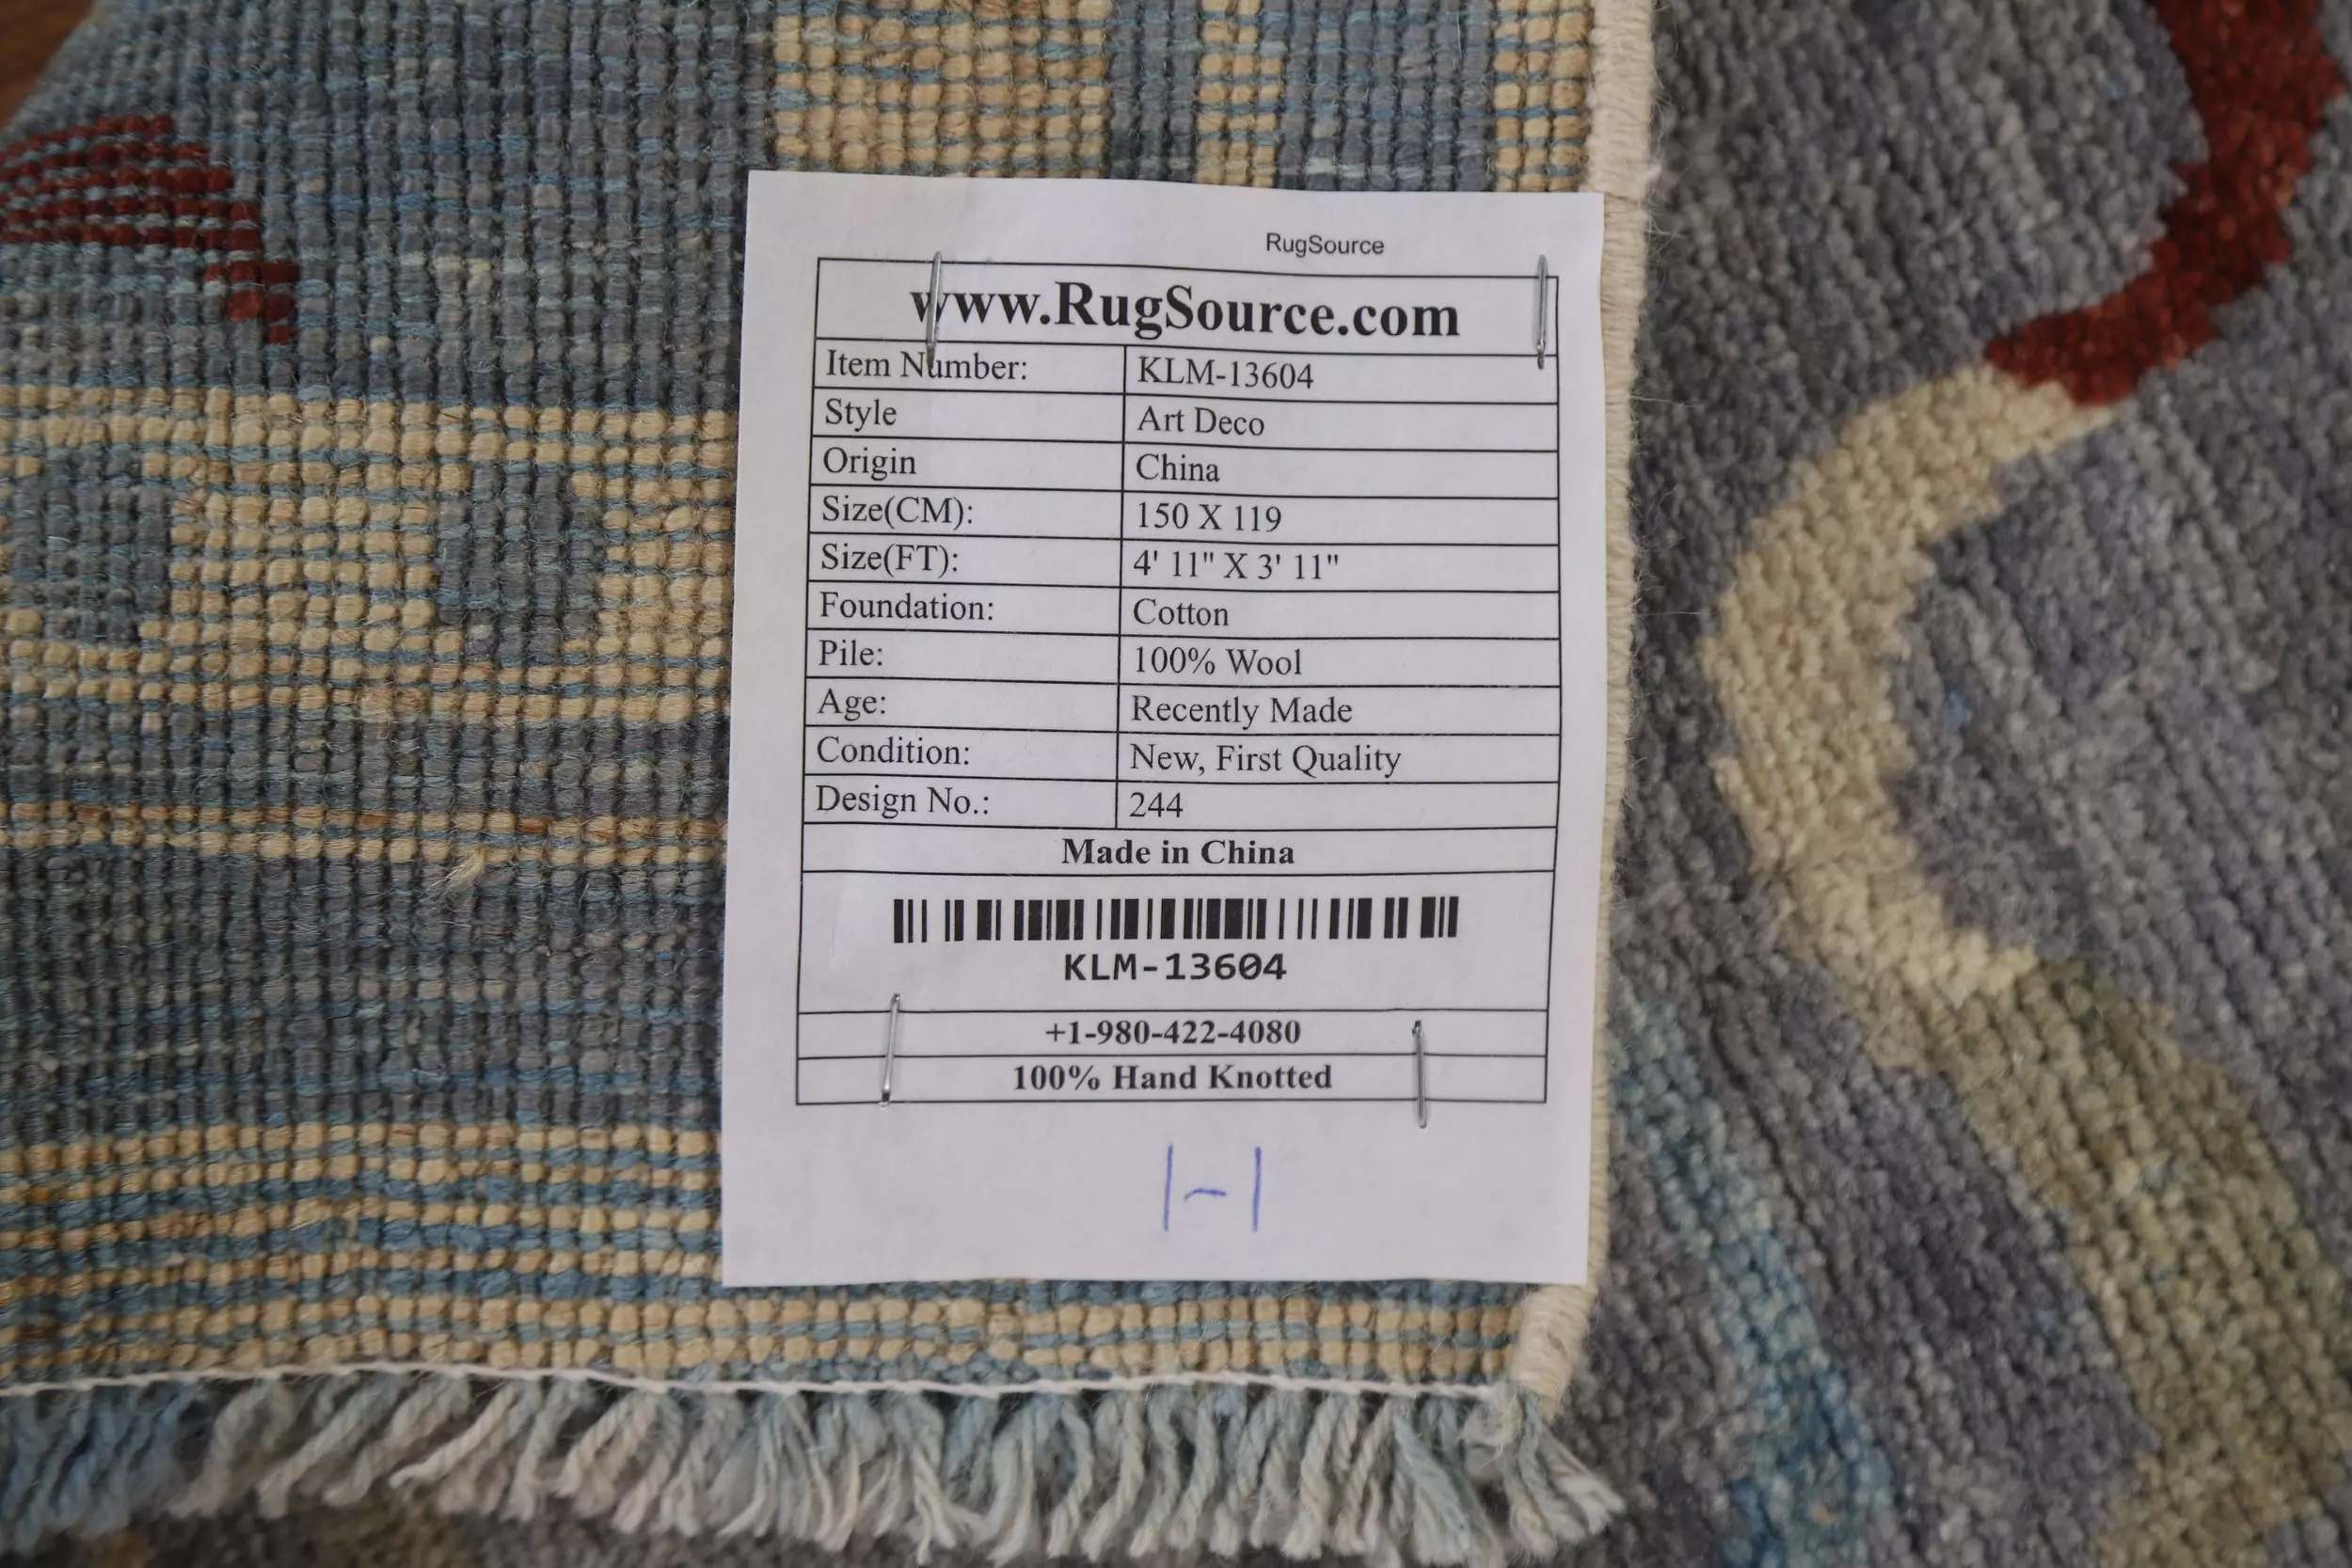 RugSource
www.RugSource.com
Item Number: KLM-13604
Style Art Deco
Origin China
Size(CM): 150 X 119
Size(FT): 4' 11" X 3' 11"
Foundation: Cotton
Pile: 100% Wool
Age: Recently Made
Condition: New, First Quality
Design No.: 244
Made in China
KLM-13604
+1-980-422-4080
100% Hand Knotted
1-1